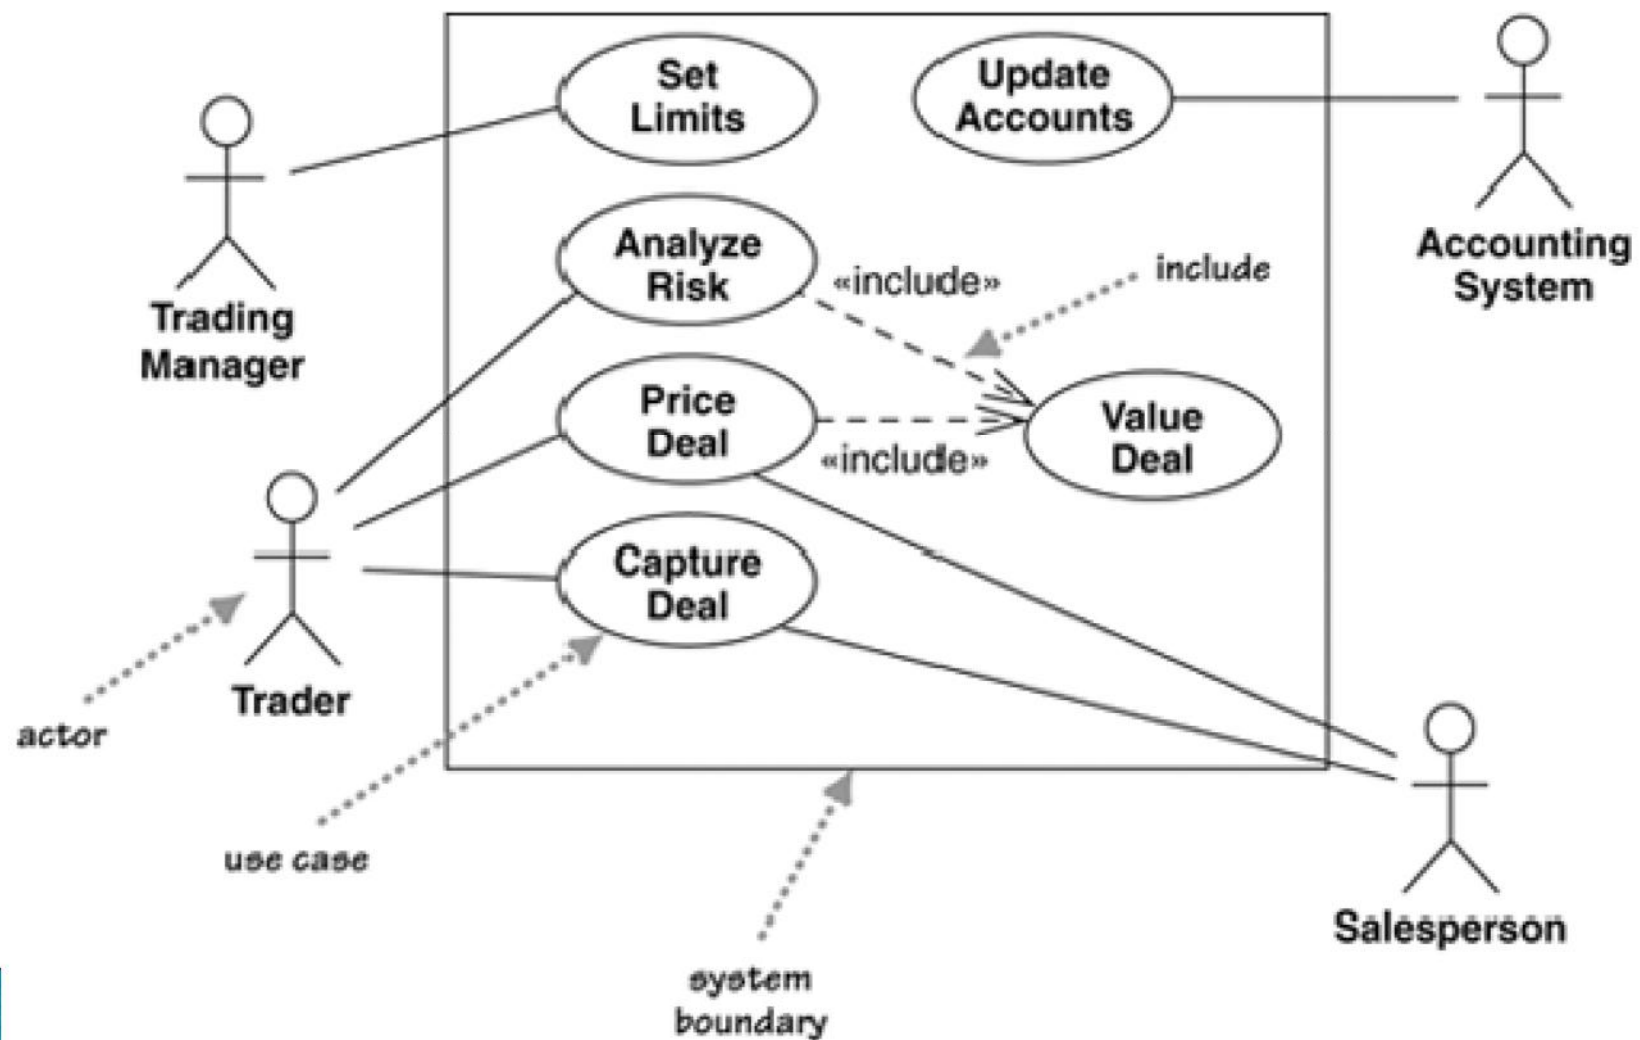 Set
Limits
Update
Accounts
Trading
Manager
Accounting
System
Analyze
Risk
«include»
include
Price
Deal
«include»
Value
Deal
Capture
Deal
Trader
actor
use case
system
boundary
Salesperson